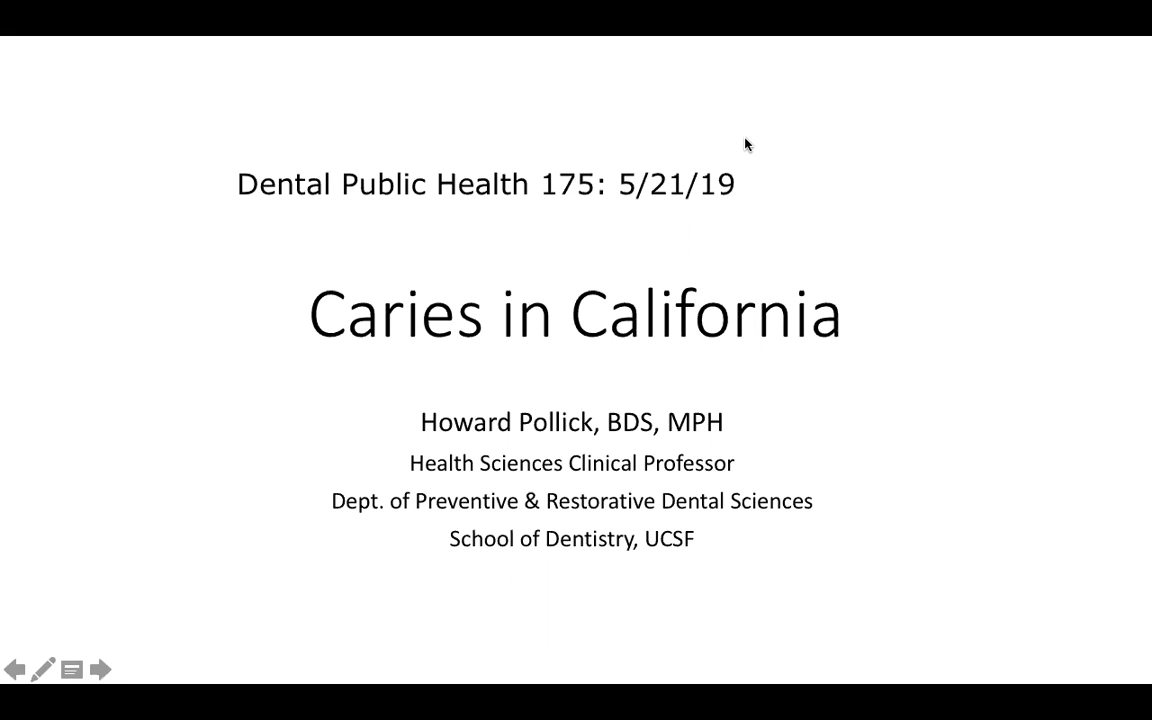 Dental Public Health 175: 5/21/19
Caries in California
Howard Pollick, BDS, MPH
Health Sciences Clinical Professor
Dept. of Preventive & Restorative Dental Sciences
School of Dentistry, UCSF